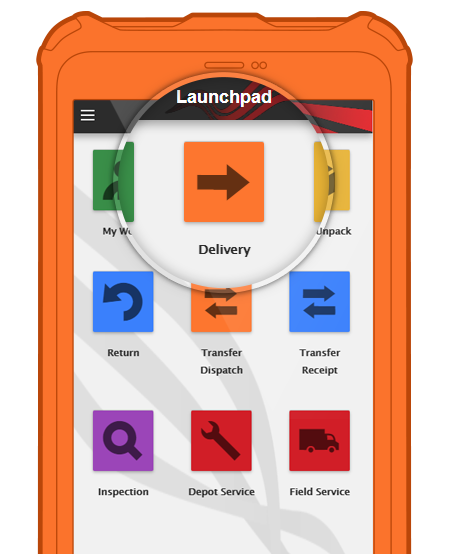 Launchpad
My Wo
Delivery
Unpack
Return
Transfer
Dispatch
Transfer
Receipt
Inspection
Depot Service
Field Service